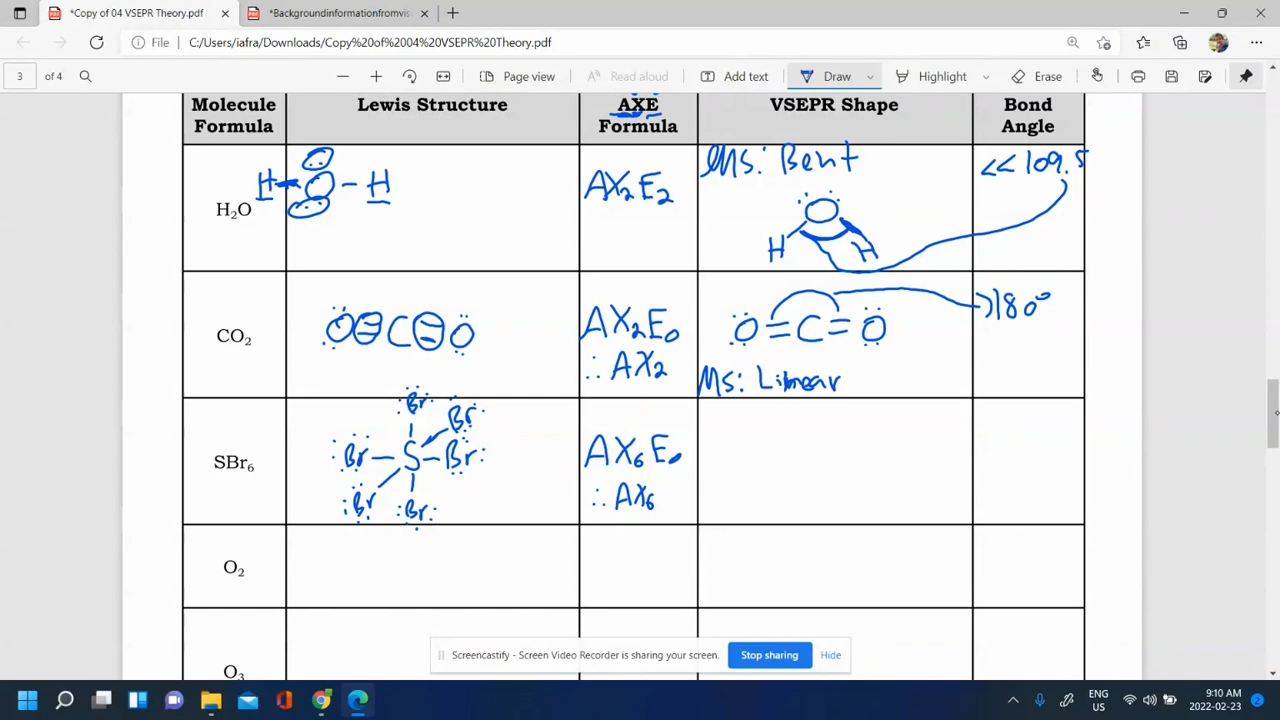 *Copy of 04 VSEPR Theory.pdf
*Backgroundinformationfromvis
File
C:/Users/iafra/Downloads/Copy%20of%2004%20VSEPR%20Theory.pdf
3 of 4
Page view
Read aloud
Add text
Draw
Highlight
Erase
Molecule Formula
Lewis Structure
AXE Formula
VSEPR Shape
Bond Angle
H₂O
H-O-H
AX₂E₂
MS: Bent
O
H H
<<109.5
CO₂
O=C=O
AX₂E₀
∴ AX₂
O=C=O
MS: Linear
180°
SBr₆
Br
Br
Br-S-Br
Br
Br
AX₆E₀
∴ AX₆
O₂
O₃
Screencastify - Screen Video Recorder is sharing your screen.
Stop sharing
Hide
ENG
US
9:10 AM
2022-02-23
2